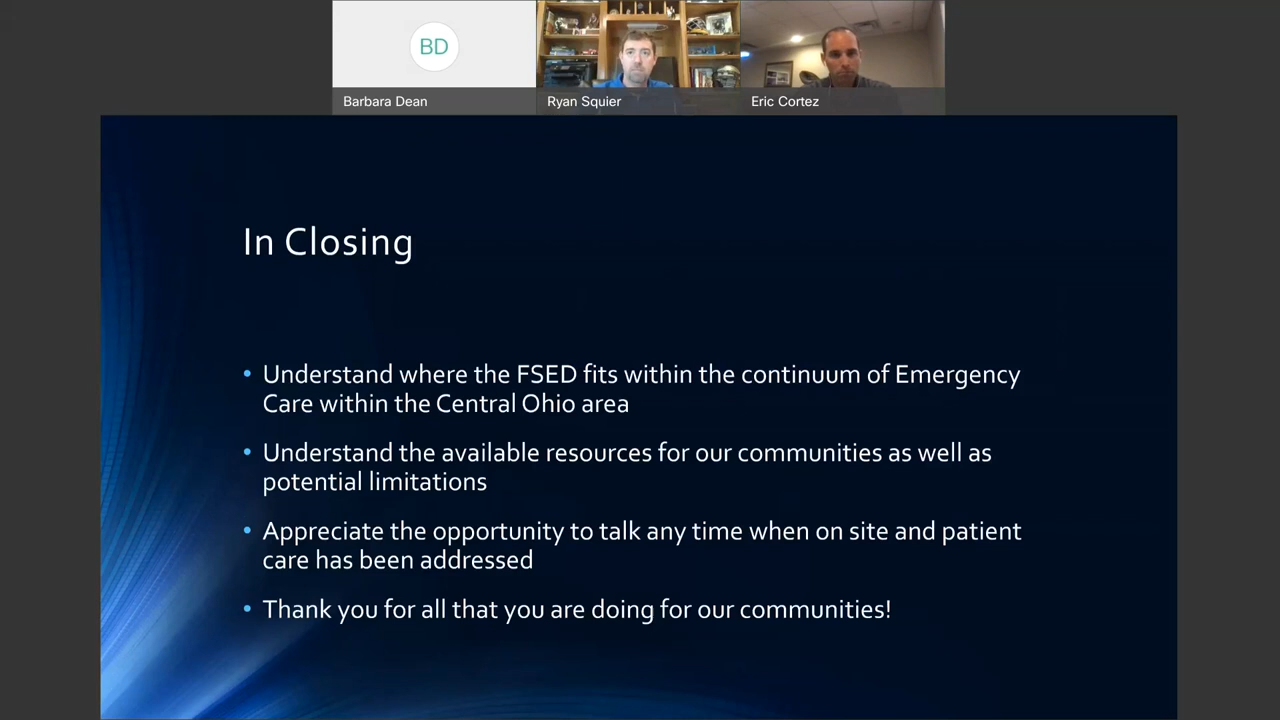 BD
Barbara Dean
Ryan Squier
Eric Cortez
In Closing
• Understand where the FSED fits within the continuum of Emergency
Care within the Central Ohio area
• Understand the available resources for our communities as well as
potential limitations
• Appreciate the opportunity to talk any time when on site and patient
care has been addressed
• Thank you for all that you are doing for our communities!